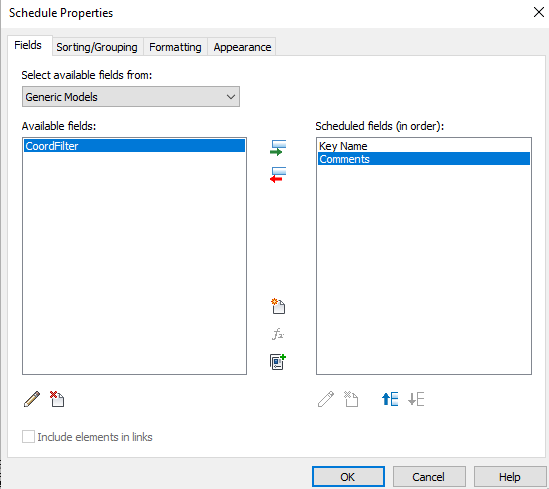 Schedule Properties
Fields Sorting/Grouping Formatting Appearance
Select available fields from:
Generic Models
Available fields: Scheduled fields (in order):
CoordFilter Key Name
Comments
fx
Include elements in links
OK Cancel Help